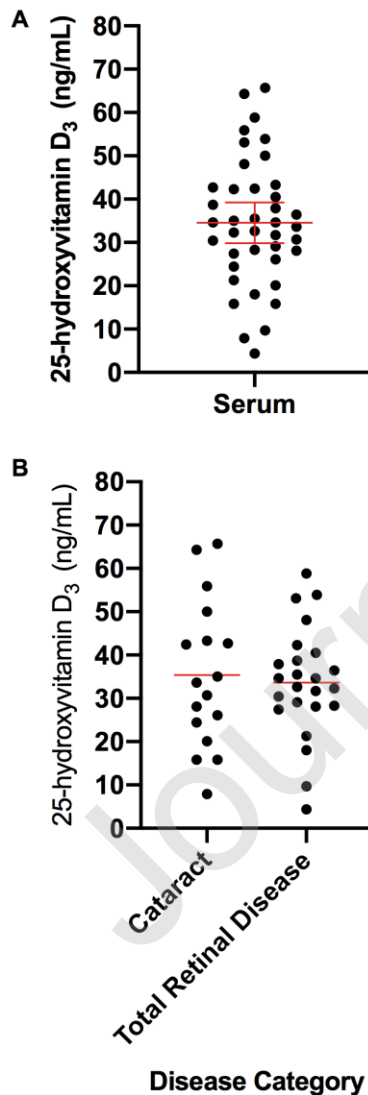 A
25-hydroxyvitamin D3 (ng/mL)
80
70
60
50
40
30
20
10
0
Serum
B
25-hydroxyvitamin D3 (ng/mL)
80
70
60
50
40
30
20
10
0
Cataract
Total Retinal Disease
Disease Category
Journ